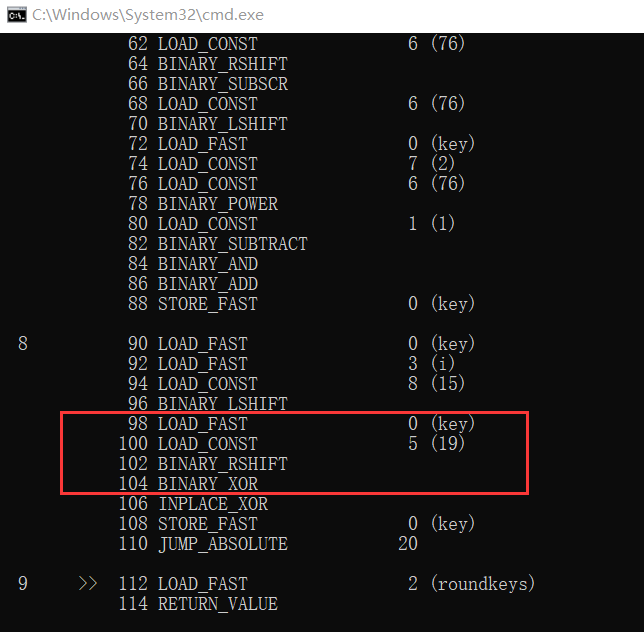 C:\Windows\System32\cmd.exe
62 LOAD_CONST 6 (76)
64 BINARY_RSHIFT
66 BINARY_SUBSCR
68 LOAD_CONST 6 (76)
70 BINARY_LSHIFT
72 LOAD_FAST 0 (key)
74 LOAD_CONST 7 (2)
76 LOAD_CONST 6 (76)
78 BINARY_POWER
80 LOAD_CONST 1 (1)
82 BINARY_SUBTRACT
84 BINARY_AND
86 BINARY_ADD
88 STORE_FAST 0 (key)
8 90 LOAD_FAST 0 (key)
92 LOAD_FAST 3 (i)
94 LOAD_CONST 8 (15)
96 BINARY_LSHIFT
98 LOAD_FAST 0 (key)
100 LOAD_CONST 5 (19)
102 BINARY_RSHIFT
104 BINARY_XOR
106 INPLACE_XOR
108 STORE_FAST 0 (key)
110 JUMP_ABSOLUTE 20
9 >> 112 LOAD_FAST 2 (roundkeys)
114 RETURN_VALUE